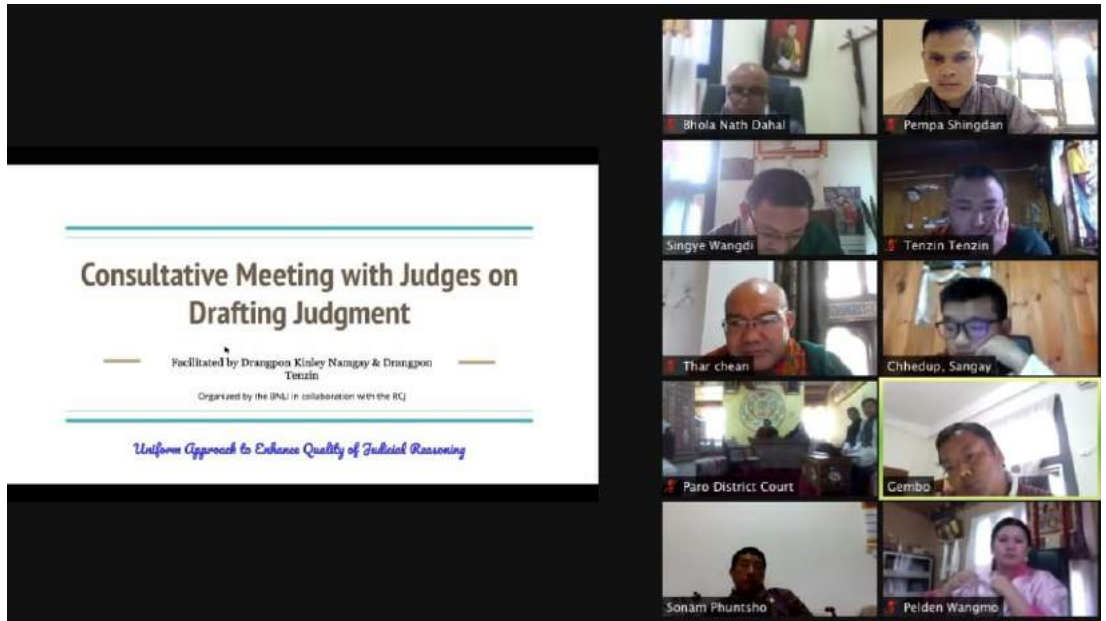 Consultative Meeting with Judges on
Drafting Judgment
Facilitated by Drangpon Kinley Namgay & Drangpon
Tenzin
Organized by the BNLI in collaboration with the RCJ
Uniform Approach to Enhance Quality of Judicial Reasoning
Bhola Nath Dahal
Pempa Shingdan
Singye Wangdi
Tenzin Tenzin
Thar chean
Chhedup, Sangay
Paro District Court
Gembo
Sonam Phuntsho
Pelden Wangmo